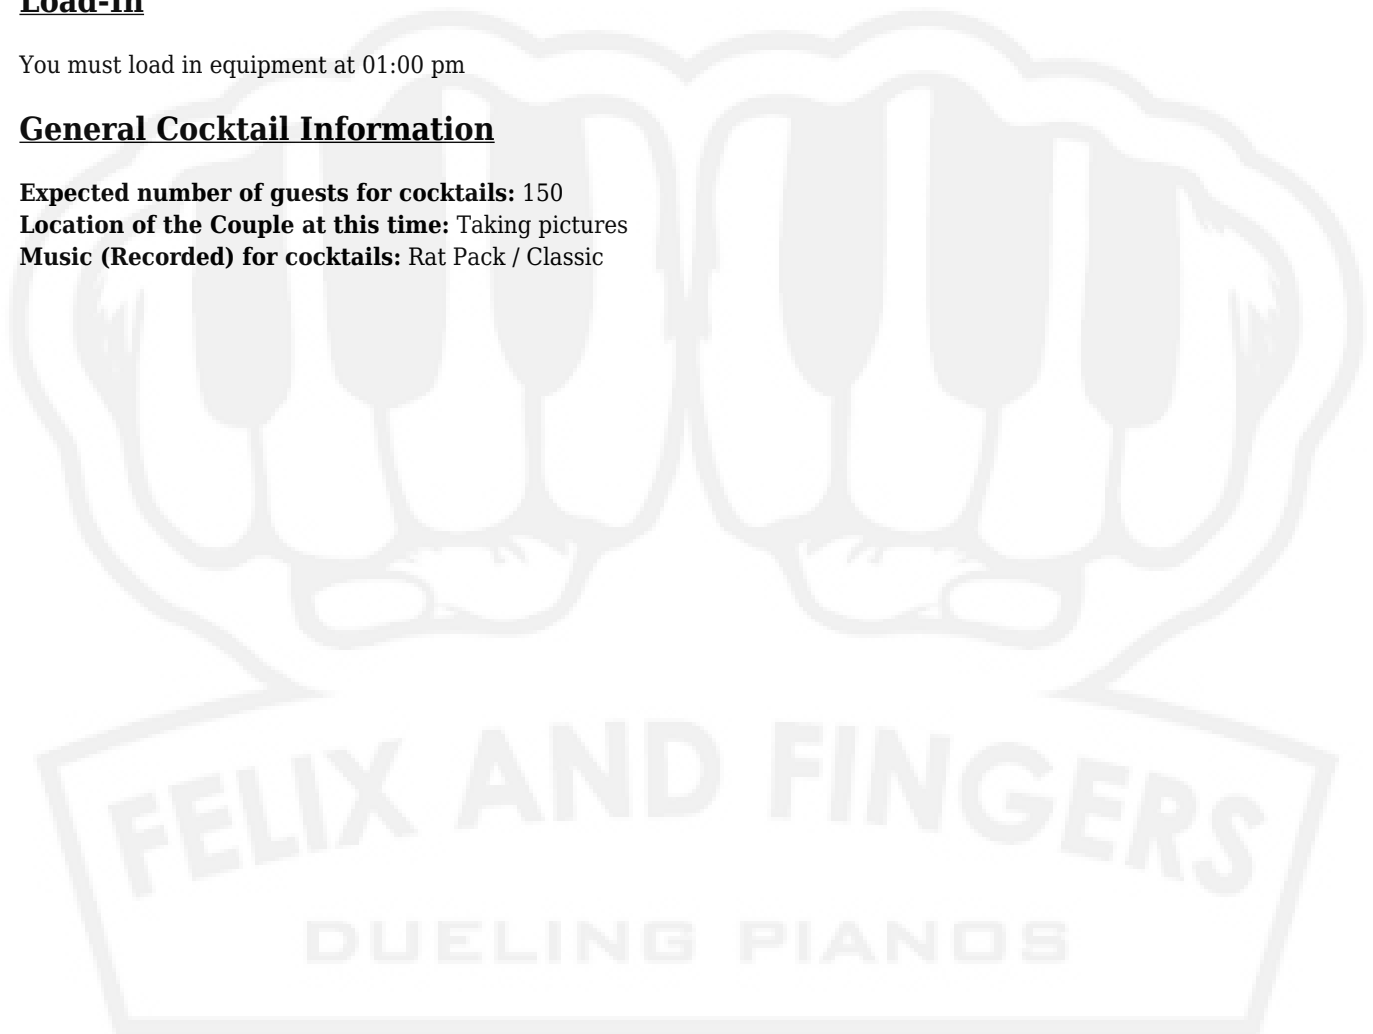 Load-In
You must load in equipment at 01:00 pm
General Cocktail Information
Expected number of guests for cocktails: 150
Location of the Couple at this time: Taking pictures
Music (Recorded) for cocktails: Rat Pack / Classic
FELIX AND FINGERS
DUELING PIANOS